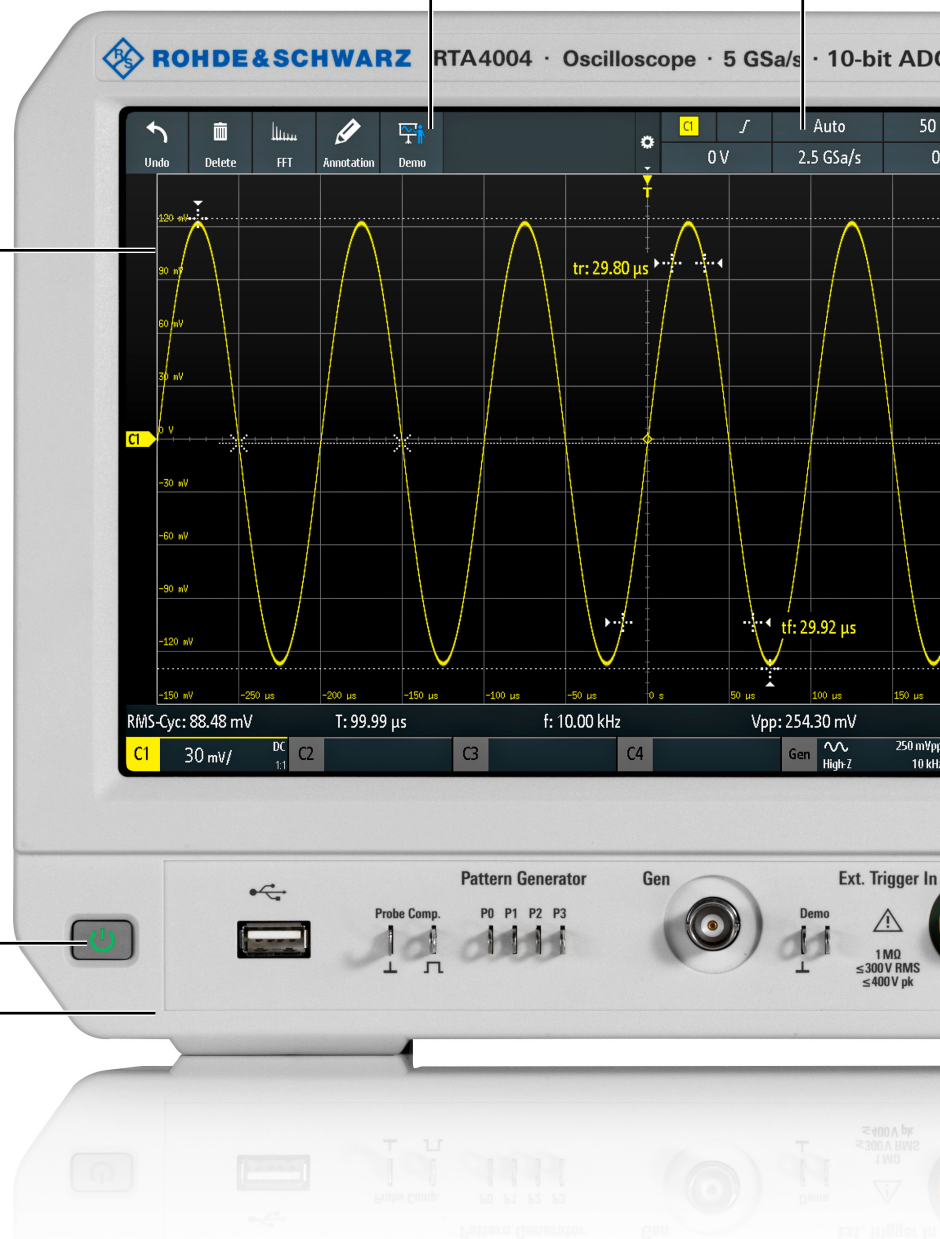 ROHDE&SCHWARZ RTA4004 · Oscilloscope · 5 GSa/s · 10-bit ADC
C1 Auto 50
Undo Delete FFT Annotation Demo
0 V 2.5 GSa/s 0
T
120 mV
tr: 29.80 µs
90 mV
60 mV
30 mV
C1 0 V
-30 mV
-60 mV
-90 mV
tf: 29.92 µs
-120 mV
-150 mV -250 µs -200 µs -150 µs -100 µs -50 µs 0 s 50 µs 100 µs 150 µs
RMS-Cyc: 88.48 mV T: 99.99 µs f: 10.00 kHz Vpp: 254.30 mV
C1 30 mV/ DC 1:1 C2 C3 C4 Gen High-Z 250 mVpp 10 kHz
Pattern Generator Gen Ext. Trigger In
Probe Comp. P0 P1 P2 P3 Demo
1 MΩ
≤300 V RMS
≤400 V pk